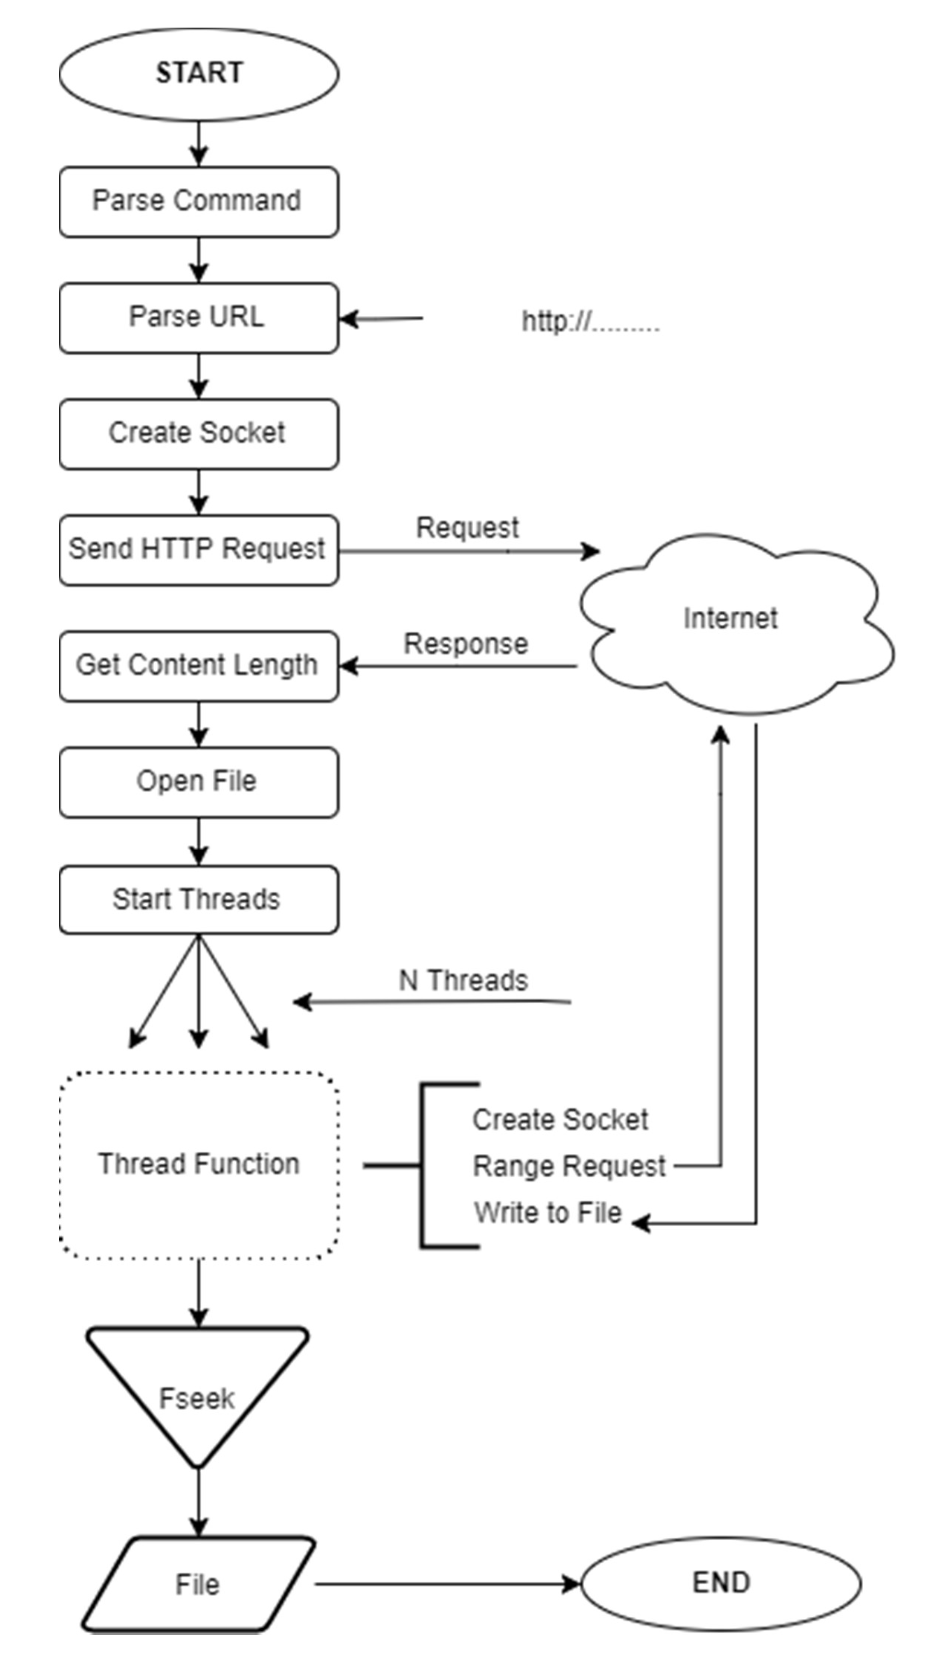 START
Parse Command
Parse URL
http://.........
Create Socket
Send HTTP Request
Request
Internet
Get Content Length
Response
Open File
Start Threads
N Threads
Thread Function
Create Socket
Range Request
Write to File
Fseek
File
END